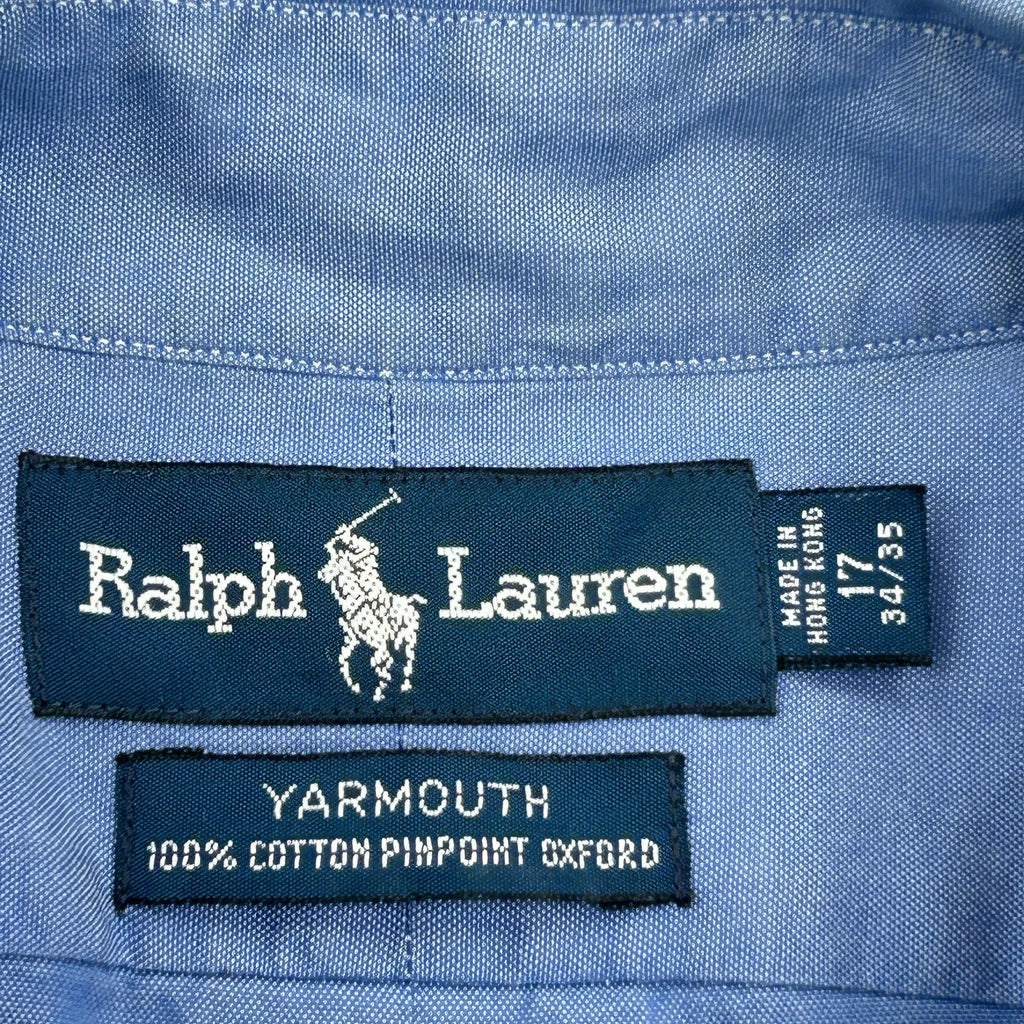 Ralph Lauren
MADE IN
HONG KONG
17
34/35
YARMOUTH
100% COTTON PINPOINT OXFORD